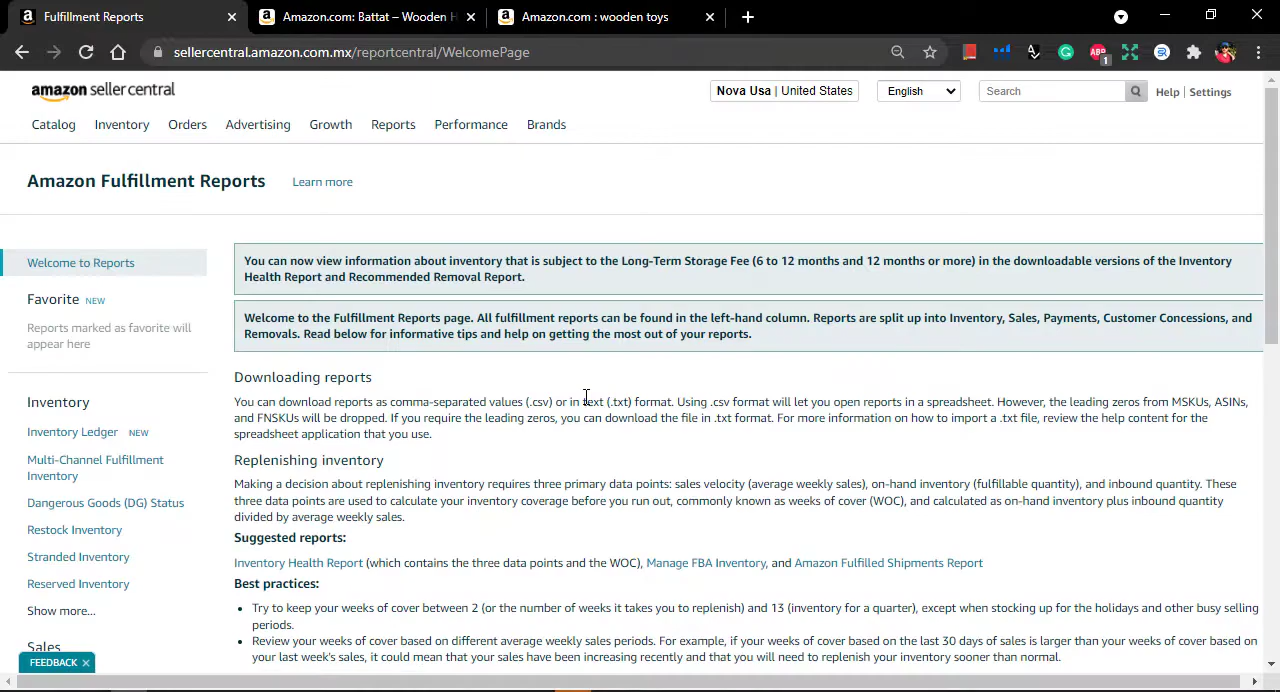 Fulfillment Reports
Amazon.com: Battat – Wooden H
Amazon.com : wooden toys
sellercentral.amazon.com.mx/reportcentral/WelcomePage
ABP
1
amazon seller central
Nova Usa | United States
English
Search
Help | Settings
Catalog Inventory Orders Advertising Growth Reports Performance Brands
Amazon Fulfillment Reports Learn more
Welcome to Reports
Favorite NEW
Reports marked as favorite will
appear here
Inventory
Inventory Ledger NEW
Multi-Channel Fulfillment
Inventory
Dangerous Goods (DG) Status
Restock Inventory
Stranded Inventory
Reserved Inventory
Show more...
Sales
FEEDBACK
You can now view information about inventory that is subject to the Long-Term Storage Fee (6 to 12 months and 12 months or more) in the downloadable versions of the Inventory
Health Report and Recommended Removal Report.
Welcome to the Fulfillment Reports page. All fulfillment reports can be found in the left-hand column. Reports are split up into Inventory, Sales, Payments, Customer Concessions, and
Removals. Read below for informative tips and help on getting the most out of your reports.
Downloading reports
You can download reports as comma-separated values (.csv) or in text (.txt) format. Using .csv format will let you open reports in a spreadsheet. However, the leading zeros from MSKUs, ASINs,
and FNSKUs will be dropped. If you require the leading zeros, you can download the file in .txt format. For more information on how to import a .txt file, review the help content for the
spreadsheet application that you use.
Replenishing inventory
Making a decision about replenishing inventory requires three primary data points: sales velocity (average weekly sales), on-hand inventory (fulfillable quantity), and inbound quantity. These
three data points are used to calculate your inventory coverage before you run out, commonly known as weeks of cover (WOC), and calculated as on-hand inventory plus inbound quantity
divided by average weekly sales.
Suggested reports:
Inventory Health Report (which contains the three data points and the WOC), Manage FBA Inventory, and Amazon Fulfilled Shipments Report
Best practices:
Try to keep your weeks of cover between 2 (or the number of weeks it takes you to replenish) and 13 (inventory for a quarter), except when stocking up for the holidays and other busy selling
periods.
Review your weeks of cover based on different average weekly sales periods. For example, if your weeks of cover based on the last 30 days of sales is larger than your weeks of cover based on
your last week's sales, it could mean that your sales have been increasing recently and that you will need to replenish your inventory sooner than normal.